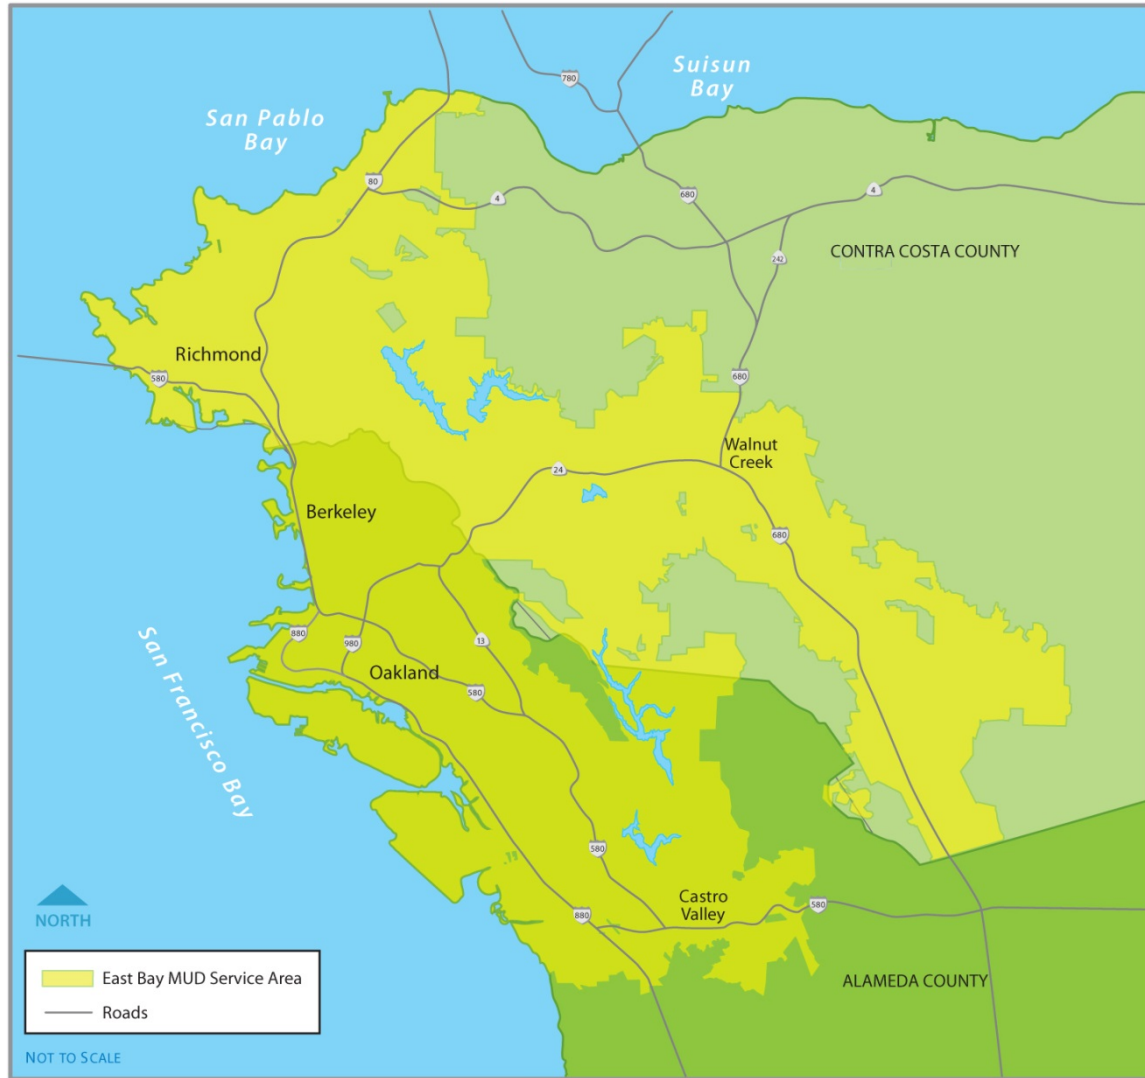 San Pablo
Bay
Suisun
Bay
780
80
4
680
4
242
CONTRA COSTA COUNTY
Richmond
580
680
Walnut
Creek
24
Berkeley
680
880
980
13
Oakland
580
San Francisco Bay
580
Castro
Valley
880
580
NORTH
East Bay MUD Service Area
Roads
ALAMEDA COUNTY
NOT TO SCALE